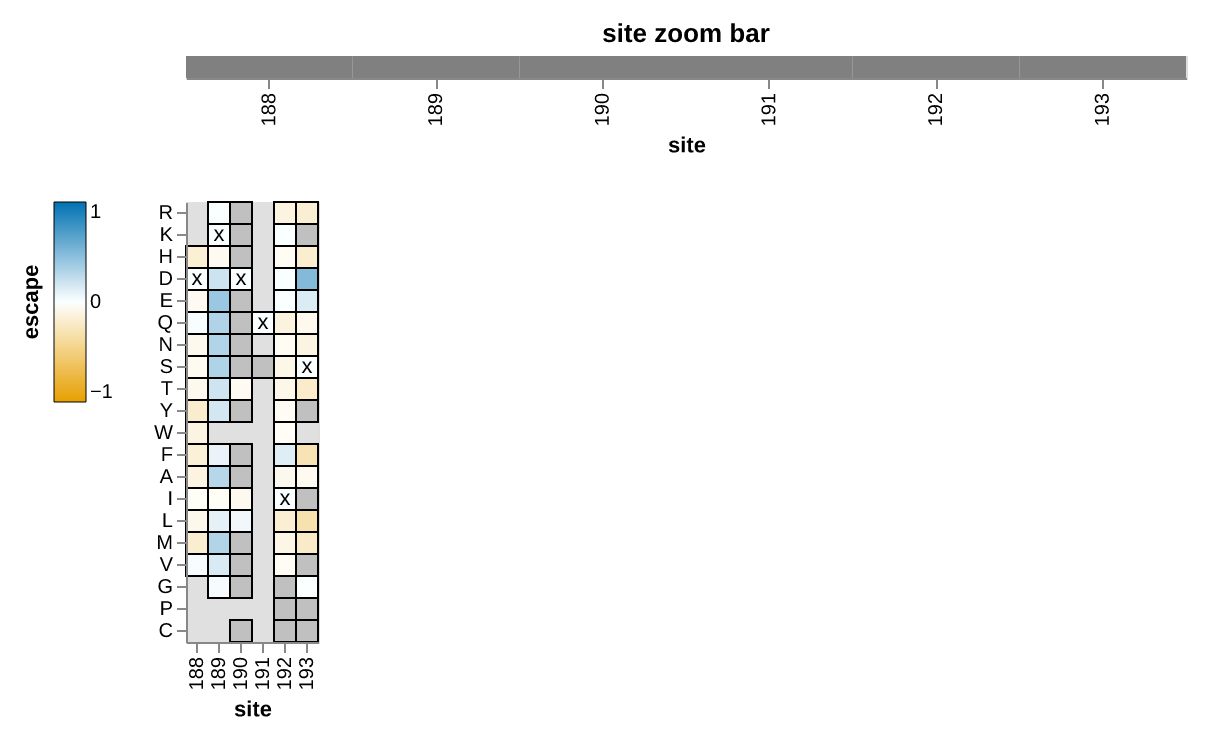 site zoom bar
188 189 190 191 192 193
site
escape
1
0
−1
R
K x
H
D x x
E
Q x
N
S x
T
Y
W
F
A
I x
L
M
V
G
P
C
188 189 190 191 192 193
site